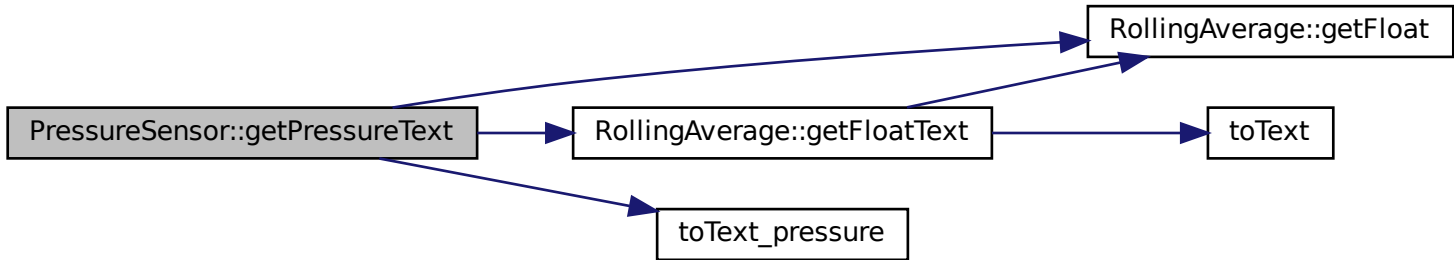 RollingAverage::getFloat
PressureSensor::getPressureText
RollingAverage::getFloatText
toText
toText_pressure